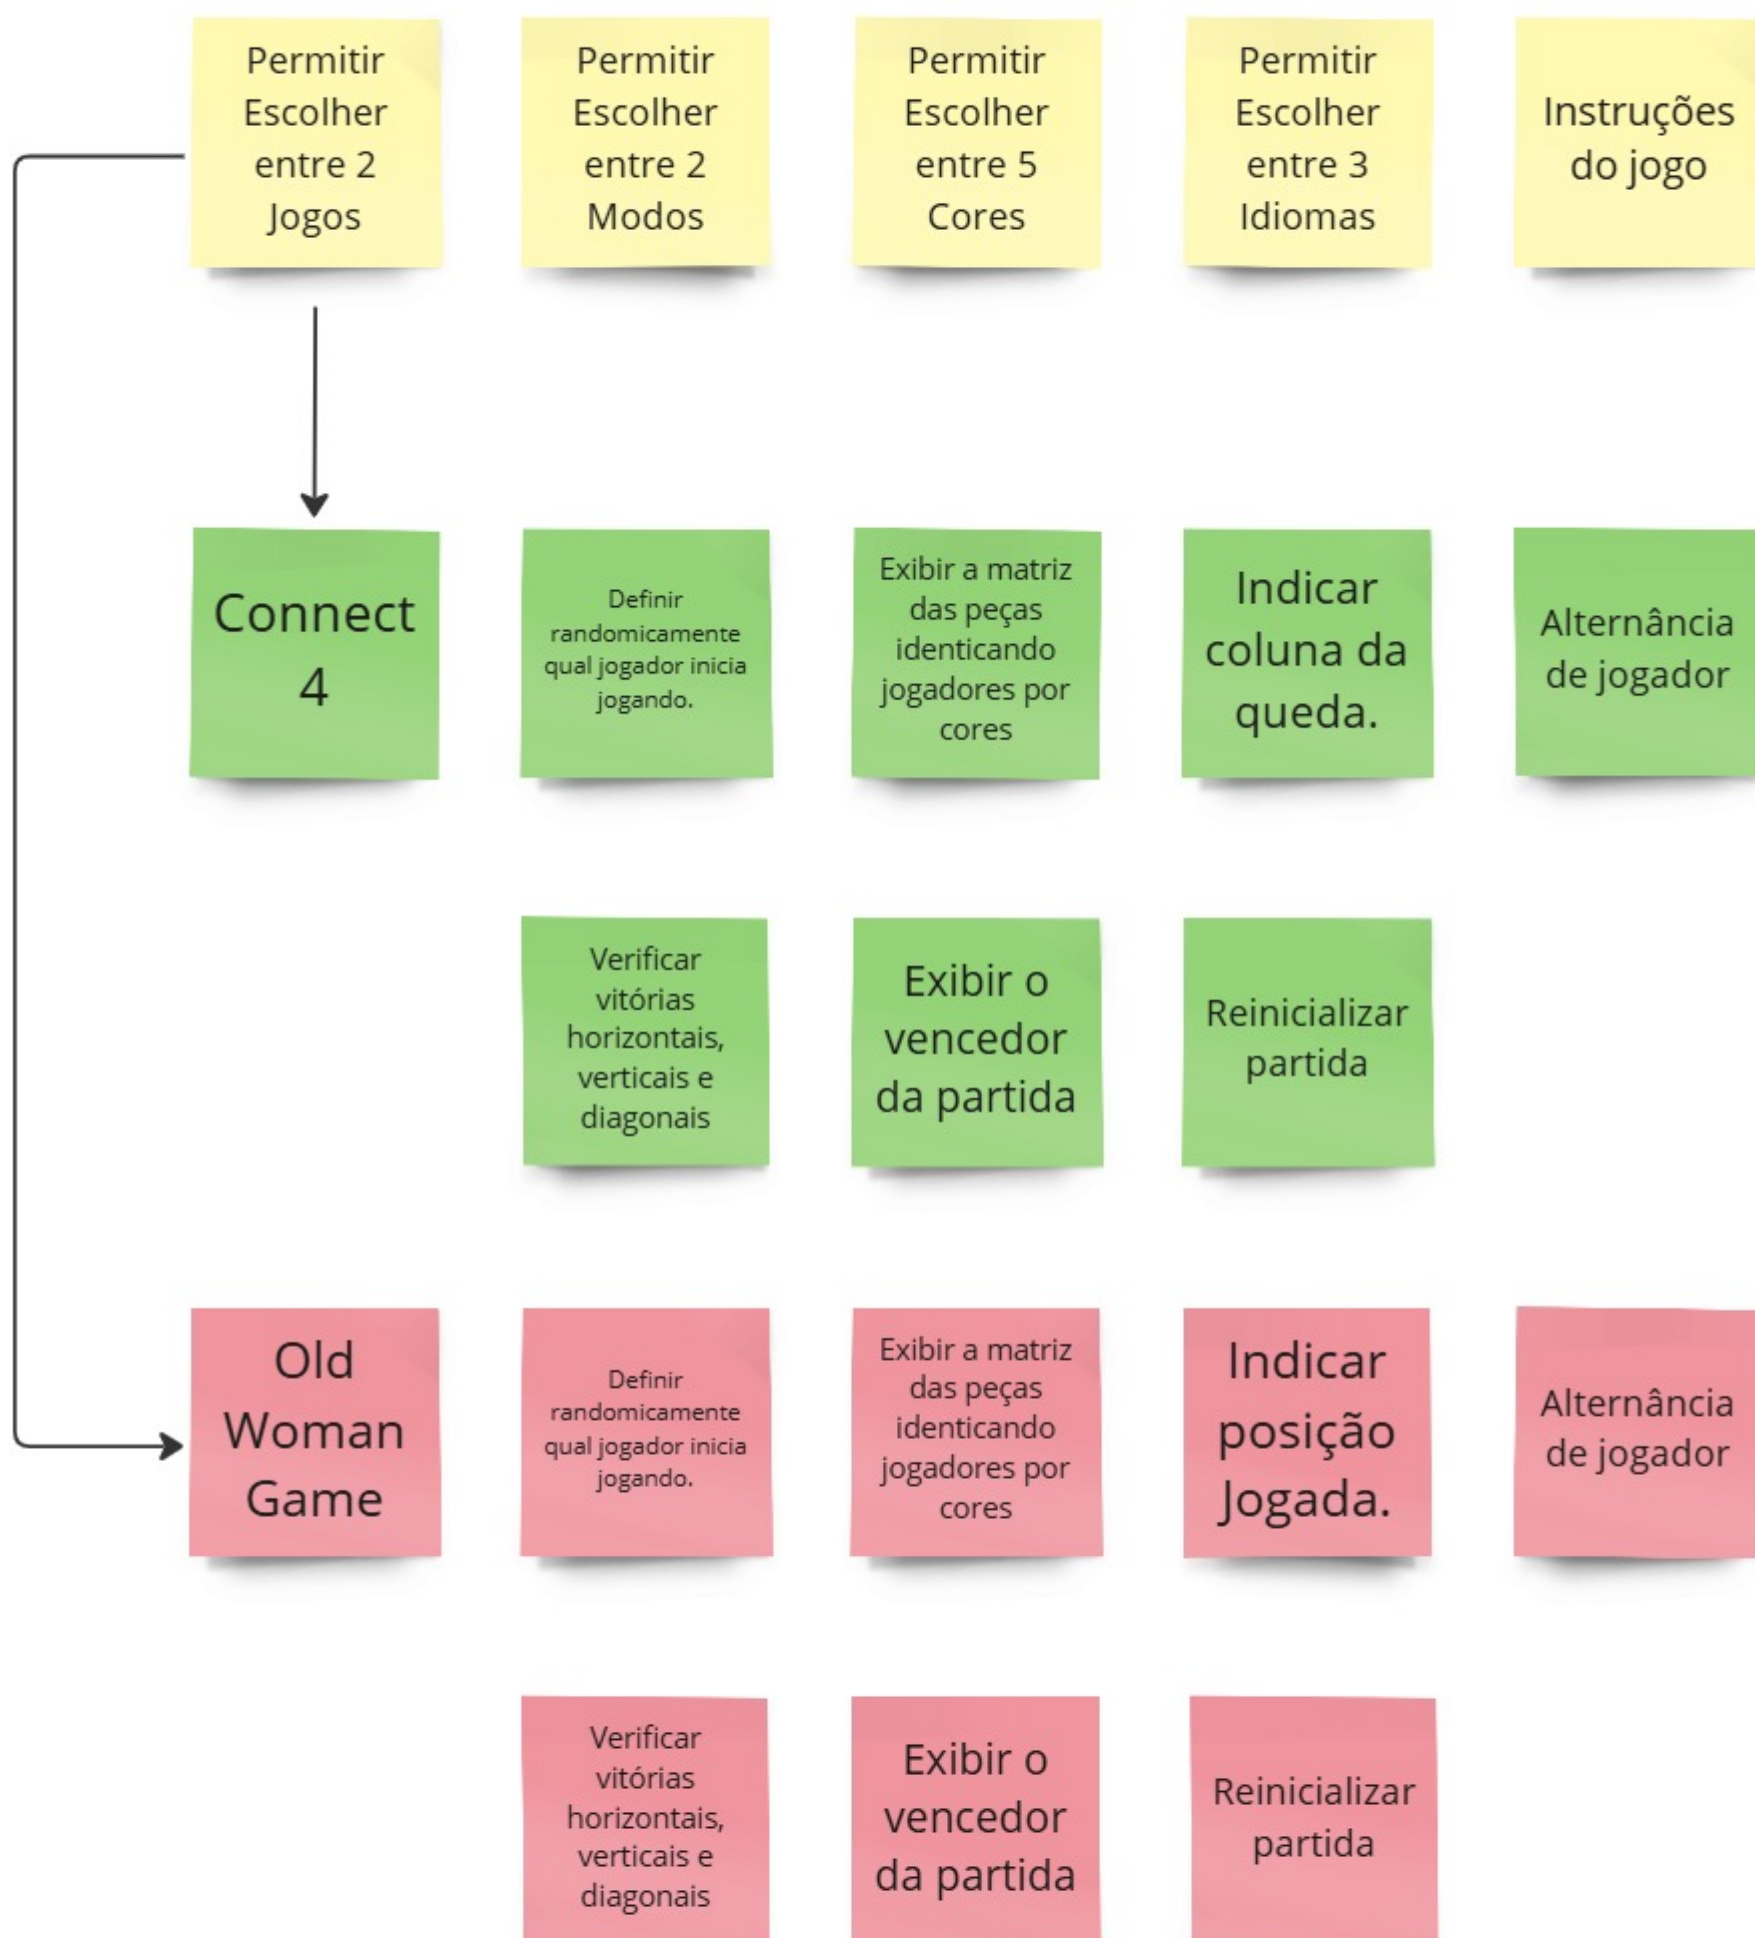 Permitir
Escolher
entre 2
Jogos
Permitir
Escolher
entre 2
Modos
Permitir
Escolher
entre 5
Cores
Permitir
Escolher
entre 3
Idiomas
Instruções
do jogo
Connect
4
Definir
randomicamente
qual jogador inicia
jogando.
Exibir a matriz
das peças
identicando
jogadores por
cores
Indicar
coluna da
queda.
Alternância
de jogador
Verificar
vitórias
horizontais,
verticais e
diagonais
Exibir o
vencedor
da partida
Reinicializar
partida
Old
Woman
Game
Definir
randomicamente
qual jogador inicia
jogando.
Exibir a matriz
das peças
identicando
jogadores por
cores
Indicar
posição
Jogada.
Alternância
de jogador
Verificar
vitórias
horizontais,
verticais e
diagonais
Exibir o
vencedor
da partida
Reinicializar
partida